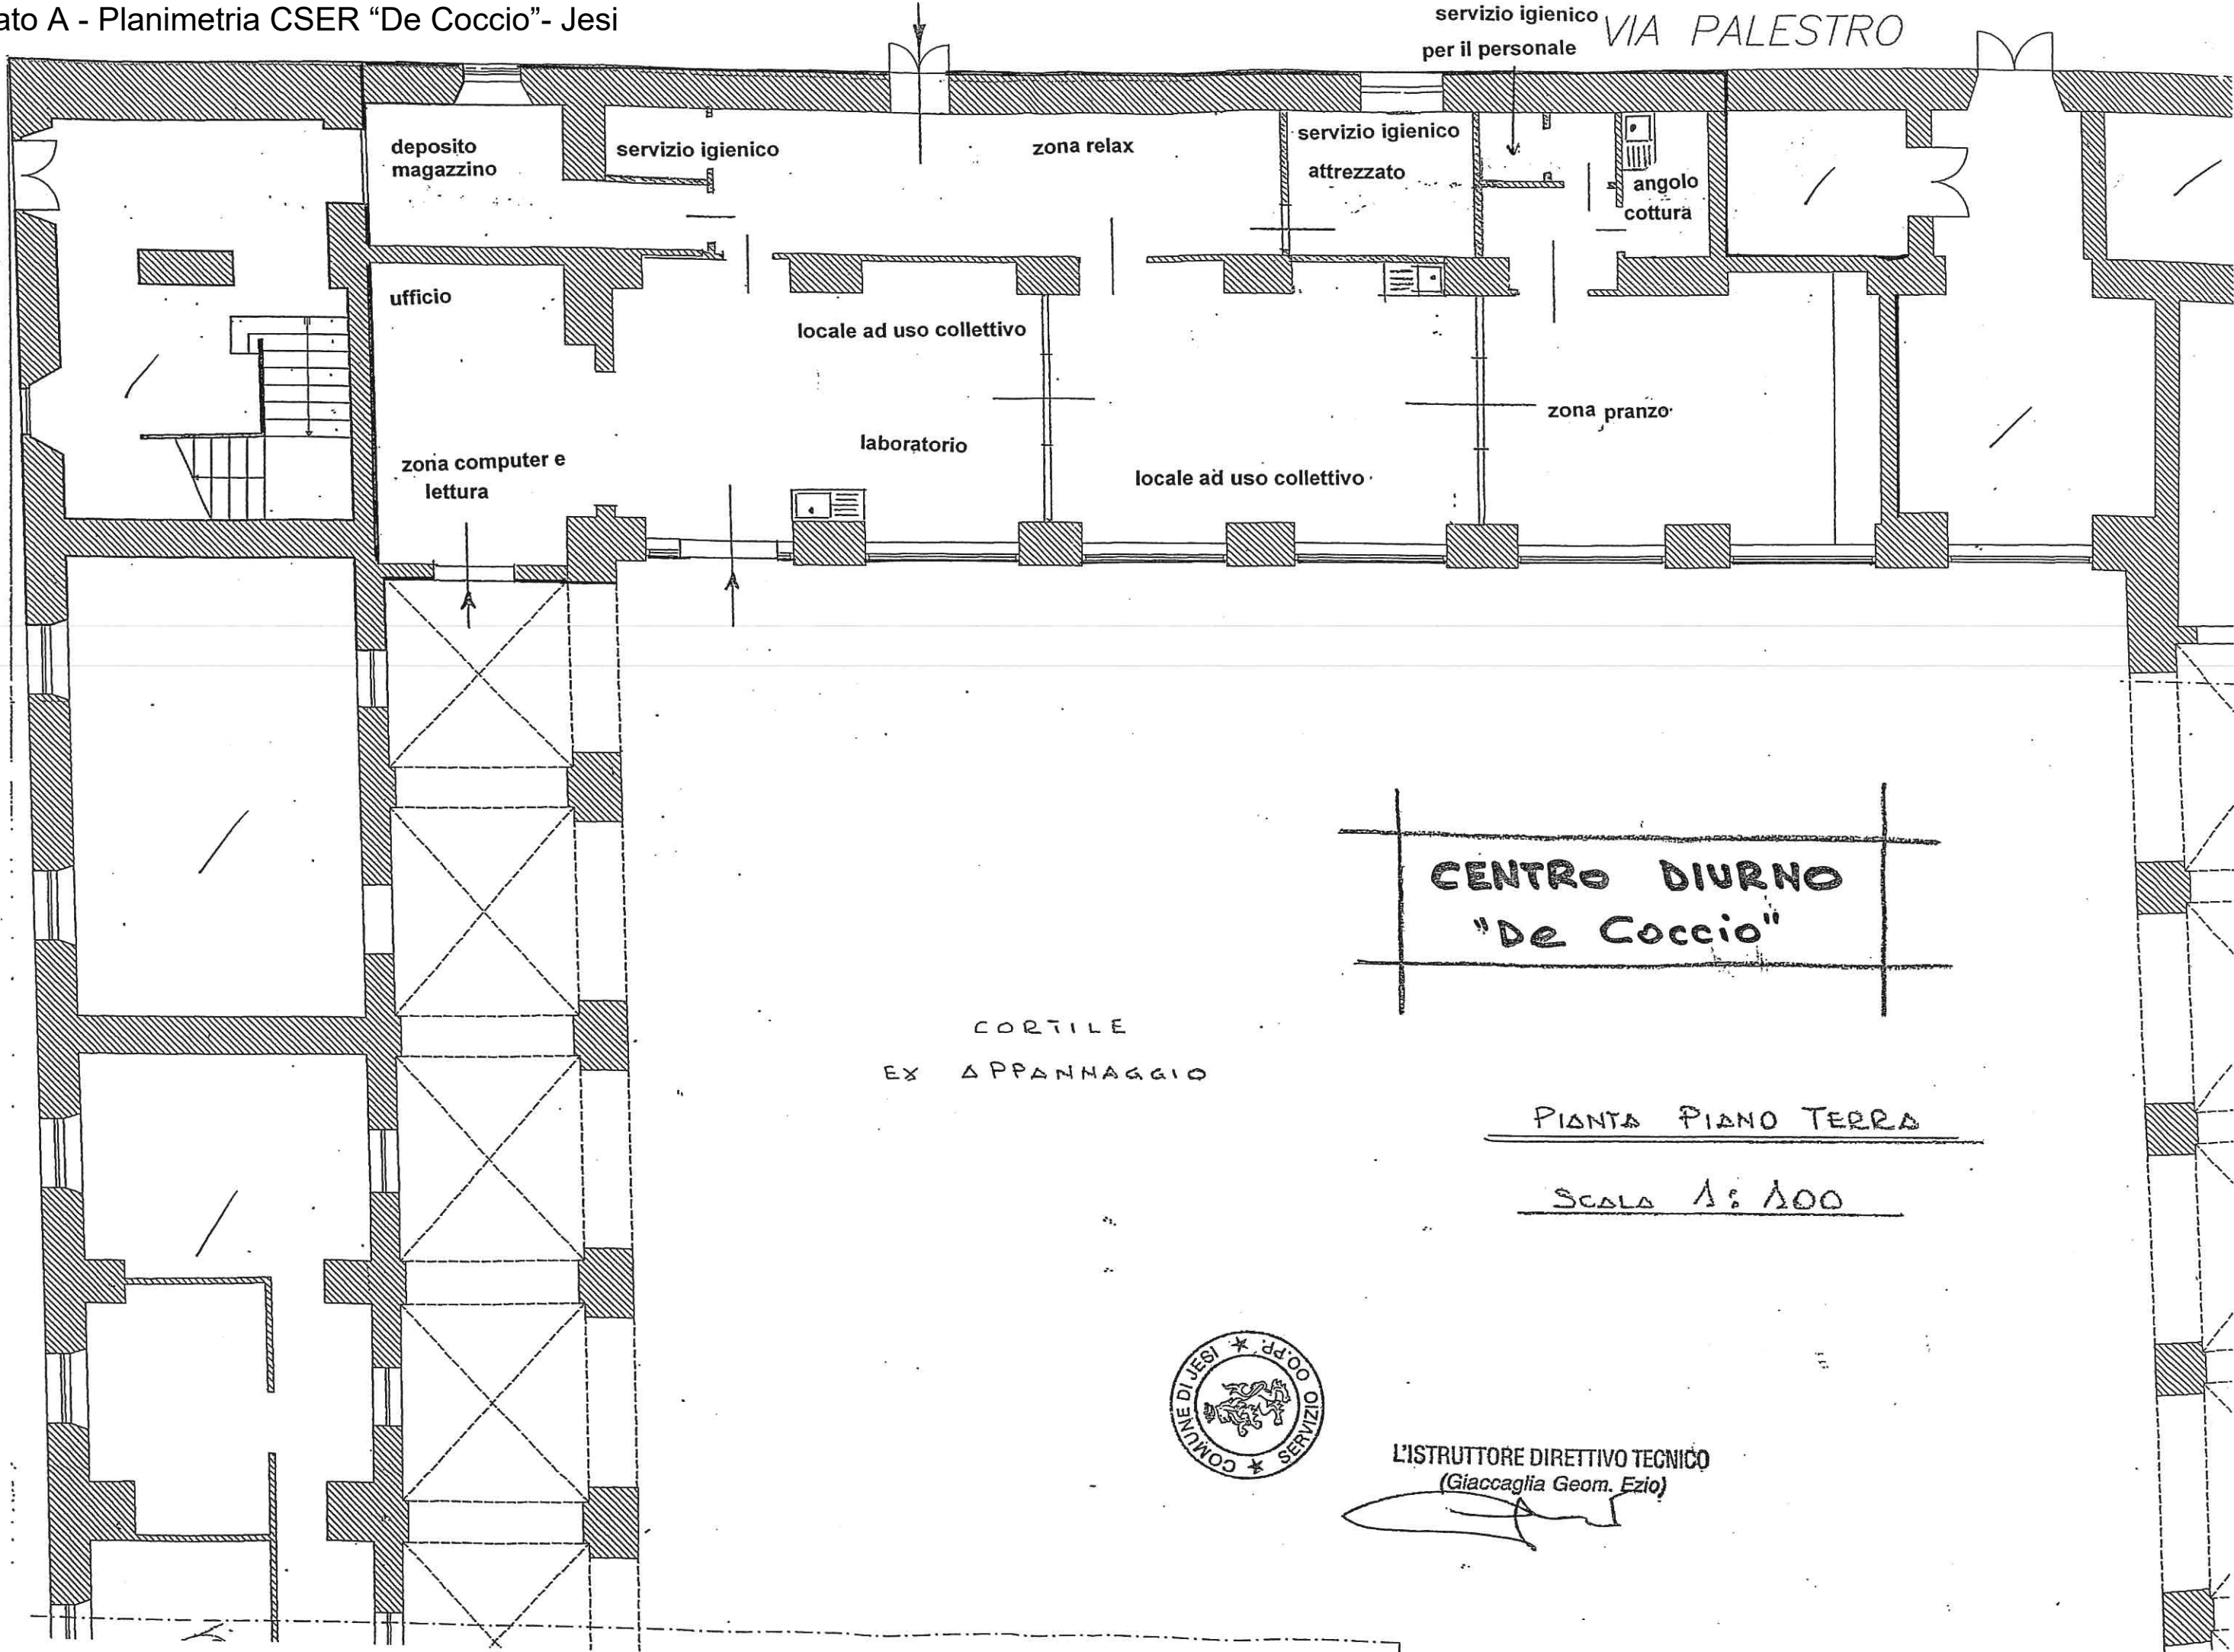 ato A - Planimetria CSER “De Coccio”- Jesi
servizio igienico
per il personale
VIA PALESTRO
deposito
magazzino
servizio igienico
zona relax
servizio igienico
attrezzato
angolo
cottura
ufficio
locale ad uso collettivo
zona pranzo
laboratorio
zona computer e
lettura
locale ad uso collettivo
CENTRO DIURNO
"De Coccio"
CORTILE
EX APPANNAGGIO
PIANTA PIANO TERRA
SCALA 1:100
COMUNE DI JESI ★ SERVIZIO OO.PP. ★
L'ISTRUTTORE DIRETTIVO TECNICO
(Giaccaglia Geom. Ezio)